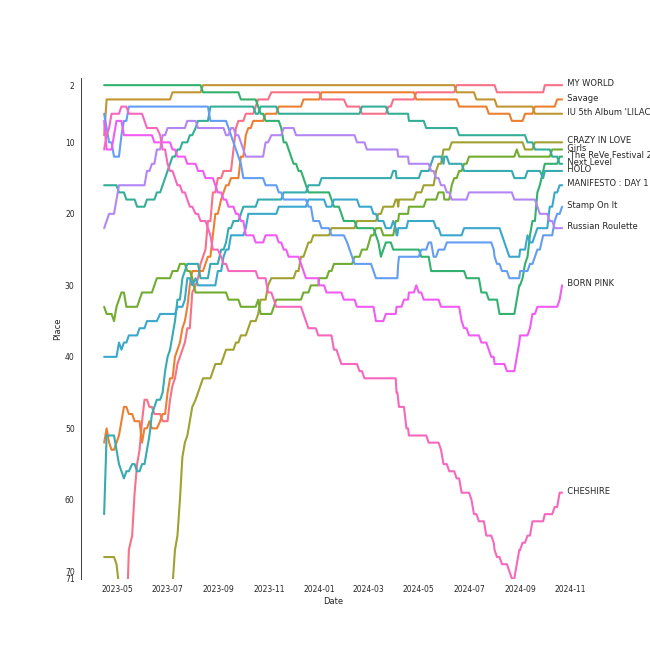 2
MY WORLD
Savage
IU 5th Album 'LILAC
10
CRAZY IN LOVE
Girls
'The ReVe Festival 2
Next Level
HOLO
MANIFESTO : DAY 1
20
Stamp On It
Russian Roulette
30
BORN PINK
Place
40
50
CHESHIRE
60
70
71
2023-05
2023-07
2023-09
2023-11
2024-01
2024-03
2024-05
2024-07
2024-09
2024-11
Date